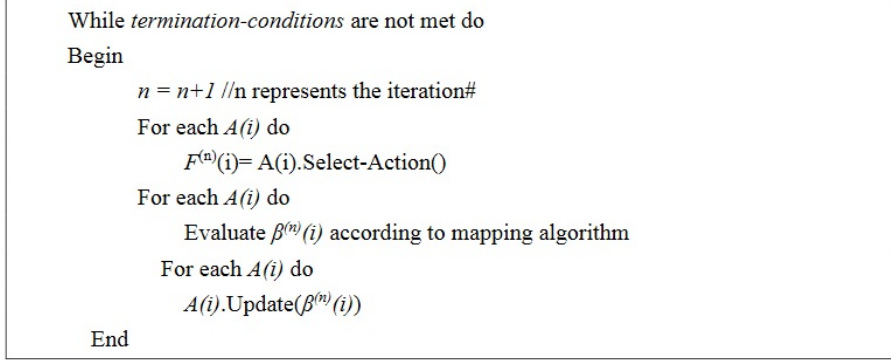 While termination-conditions are not met do
Begin
n = n+1 //n represents the iteration#
For each A(i) do
F⁽ⁿ⁾(i)= A(i).Select-Action()
For each A(i) do
Evaluate β⁽ⁿ⁾(i) according to mapping algorithm
For each A(i) do
A(i).Update(β⁽ⁿ⁾(i))
End